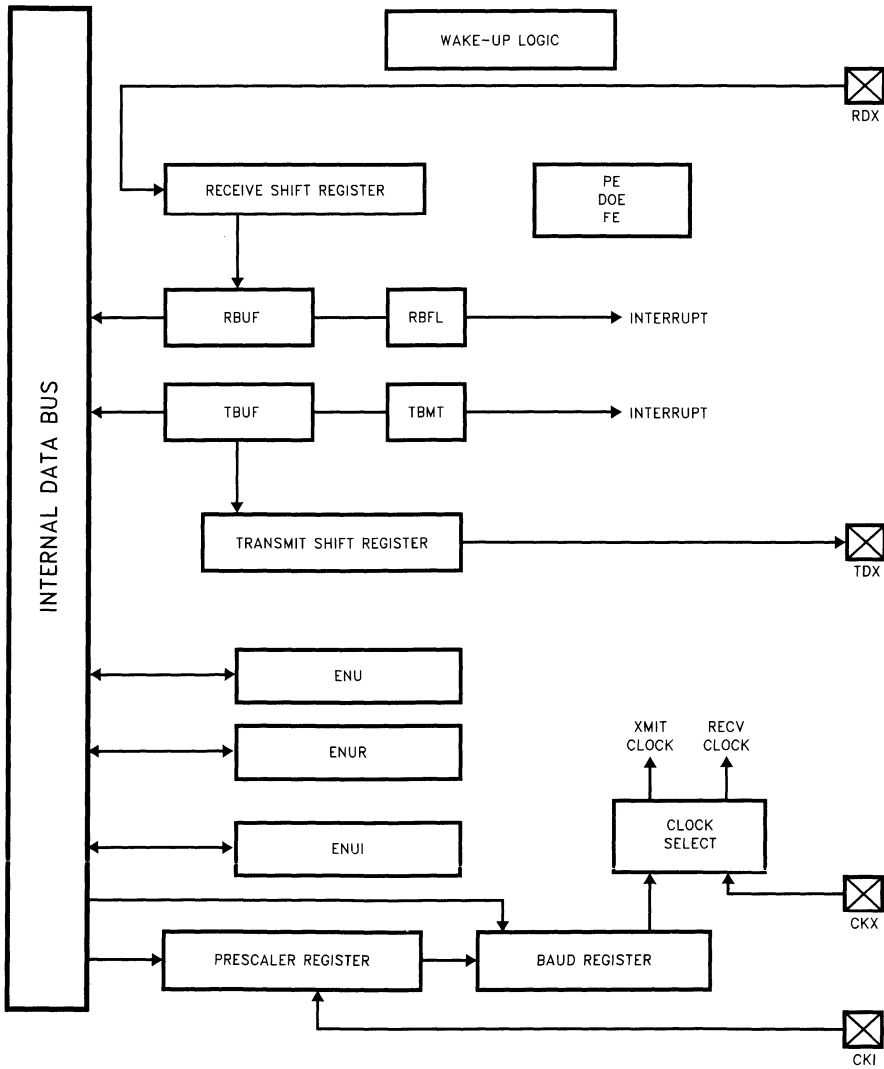 WAKE-UP LOGIC
RDX
RECEIVE SHIFT REGISTER
PE
DOE
FE
RBUF
RBFL
INTERRUPT
TBUF
TBMT
INTERRUPT
INTERNAL DATA BUS
TRANSMIT SHIFT REGISTER
TDX
ENU
XMIT
CLOCK
RECV
CLOCK
ENUR
CLOCK
SELECT
ENUI
CKX
PRESCALER REGISTER
BAUD REGISTER
CKI